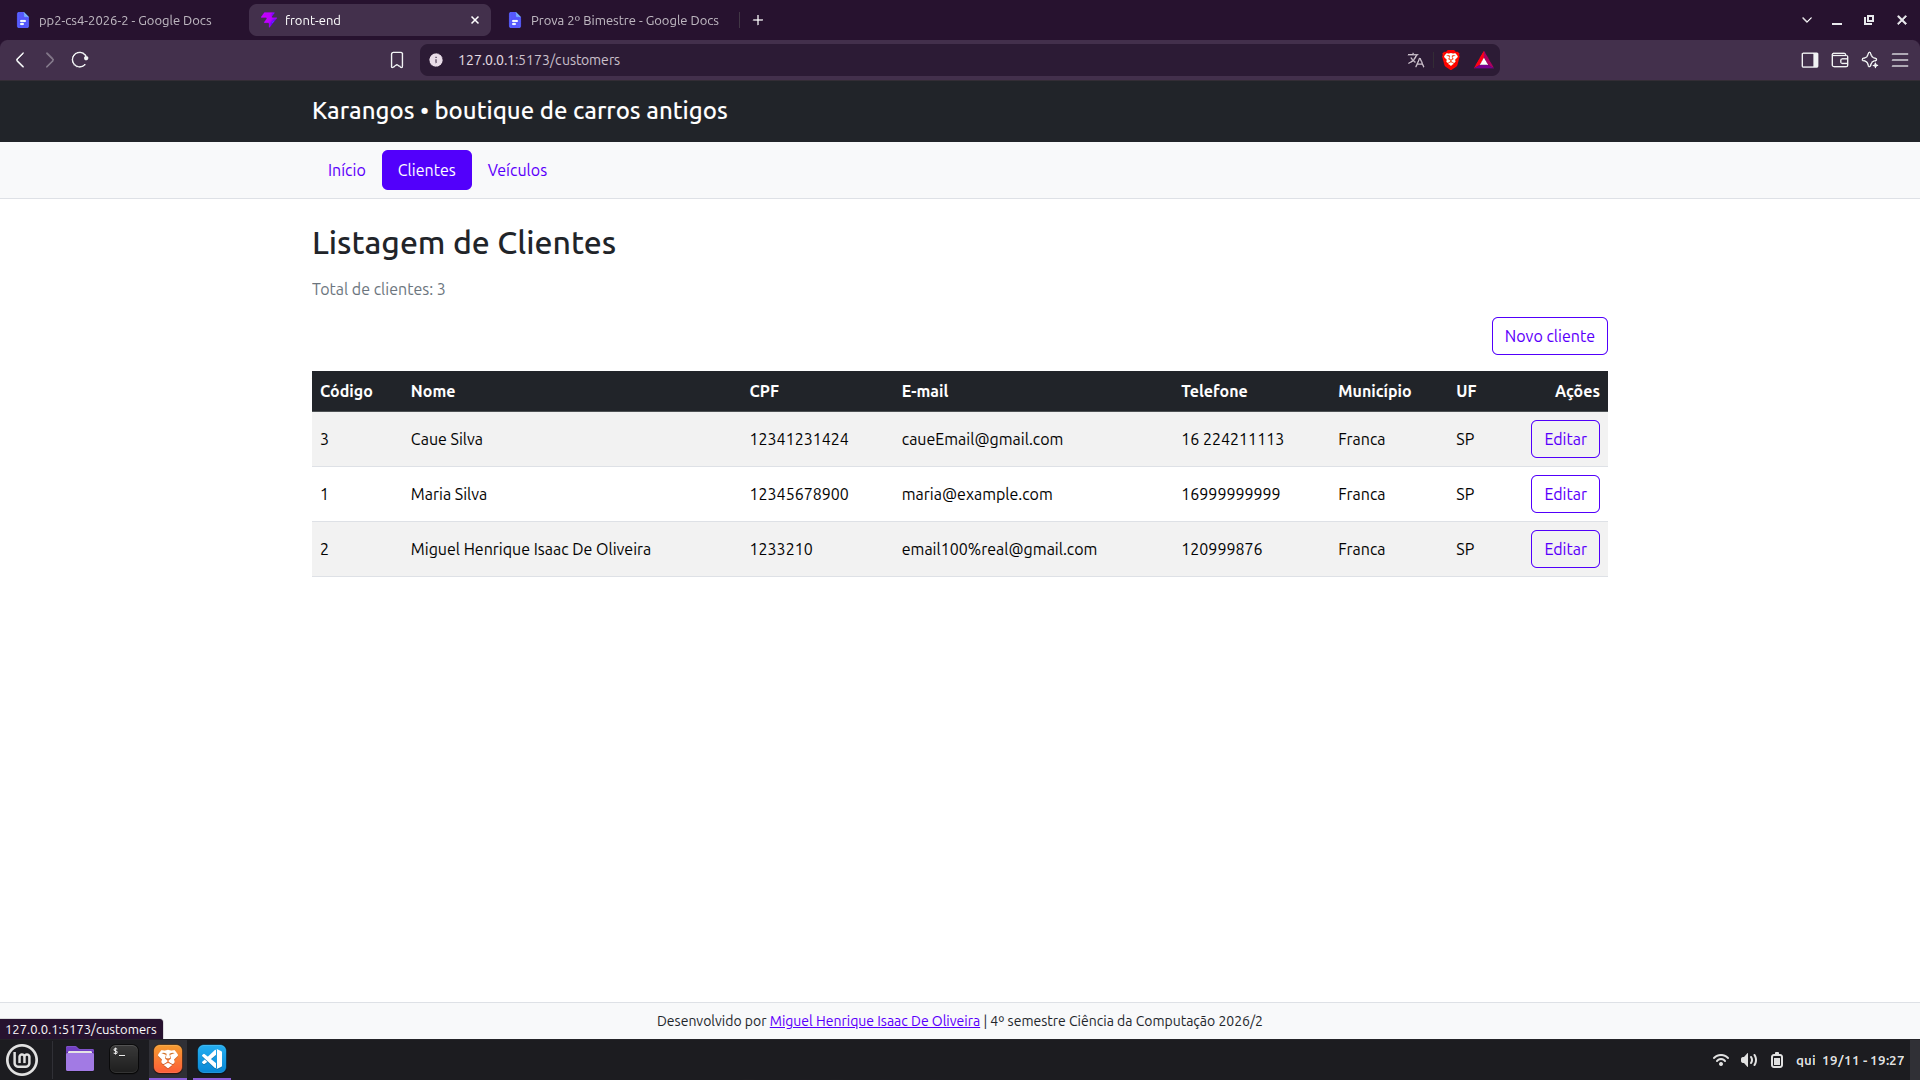 pp2-cs4-2026-2 - Google Docs
front-end
Prova 2º Bimestre - Google Docs
127.0.0.1:5173/customers
Karangos • boutique de carros antigos
Início Clientes Veículos
Listagem de Clientes
Total de clientes: 3
Novo cliente
Código Nome CPF E-mail Telefone Município UF Ações
3 Caue Silva 12341231424 caueEmail@gmail.com 16 224211113 Franca SP Editar
1 Maria Silva 12345678900 maria@example.com 16999999999 Franca SP Editar
2 Miguel Henrique Isaac De Oliveira 1233210 email100%real@gmail.com 120999876 Franca SP Editar
Desenvolvido por Miguel Henrique Isaac De Oliveira | 4º semestre Ciência da Computação 2026/2
127.0.0.1:5173/customers
qui 19/11 - 19:27